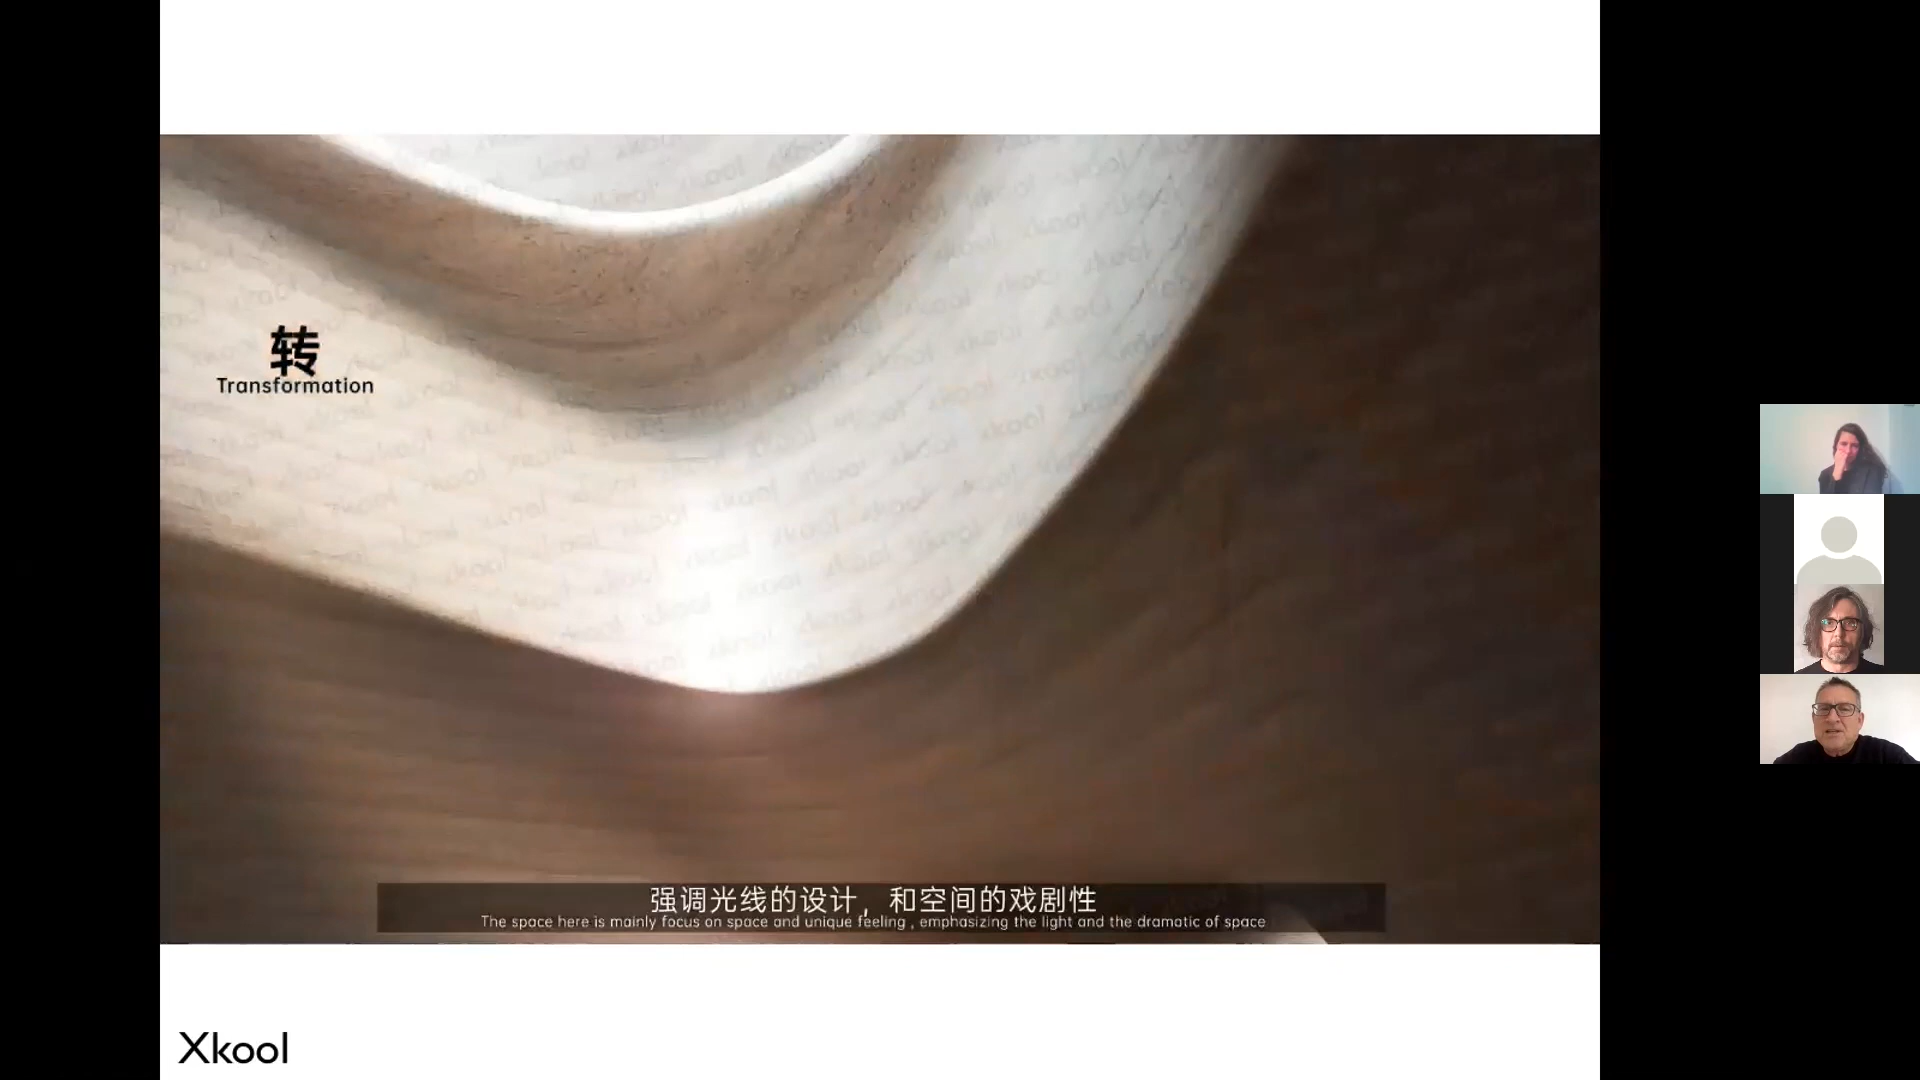 转
Transformation
强调光线的设计，和空间的戏剧性
The space here is mainly focus on space and unique feeling , emphasizing the light and the dramatic of space
Xkool